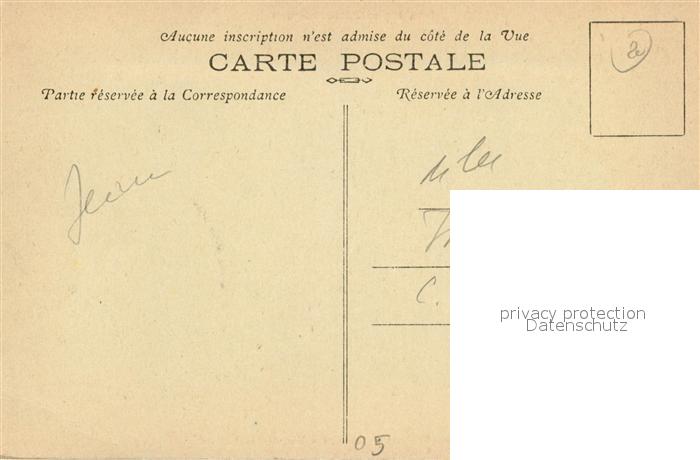 Aucune inscription n'est admise du côté de la Vue
CARTE POSTALE
Partie réservée à la Correspondance
Réservée à l'Adresse
privacy protection
Datenschutz
05